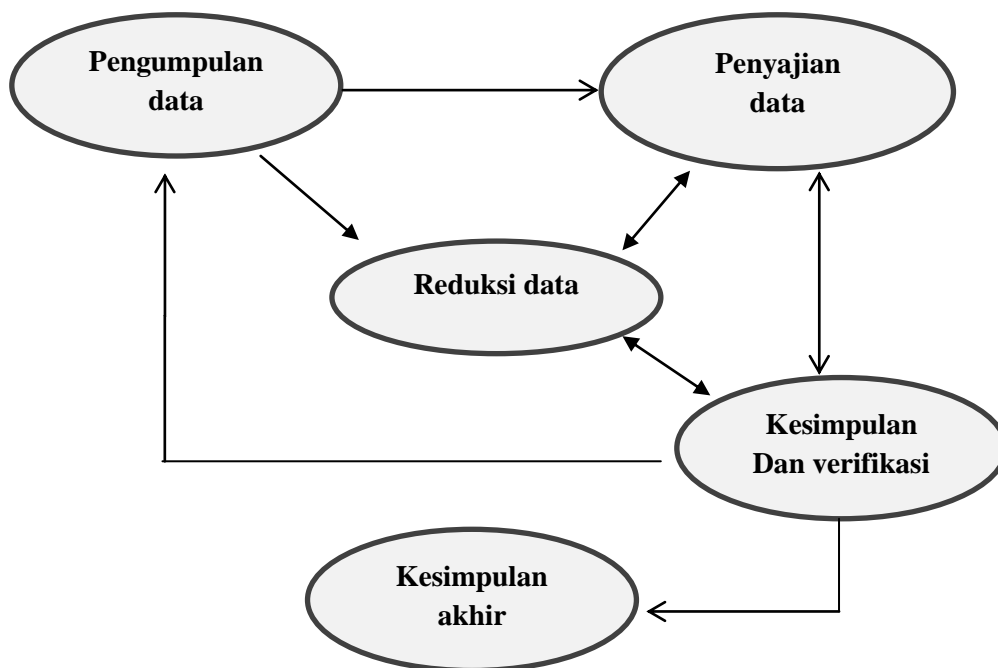 Pengumpulan
data
Penyajian
data
Reduksi data
Kesimpulan
Dan verifikasi
Kesimpulan
akhir